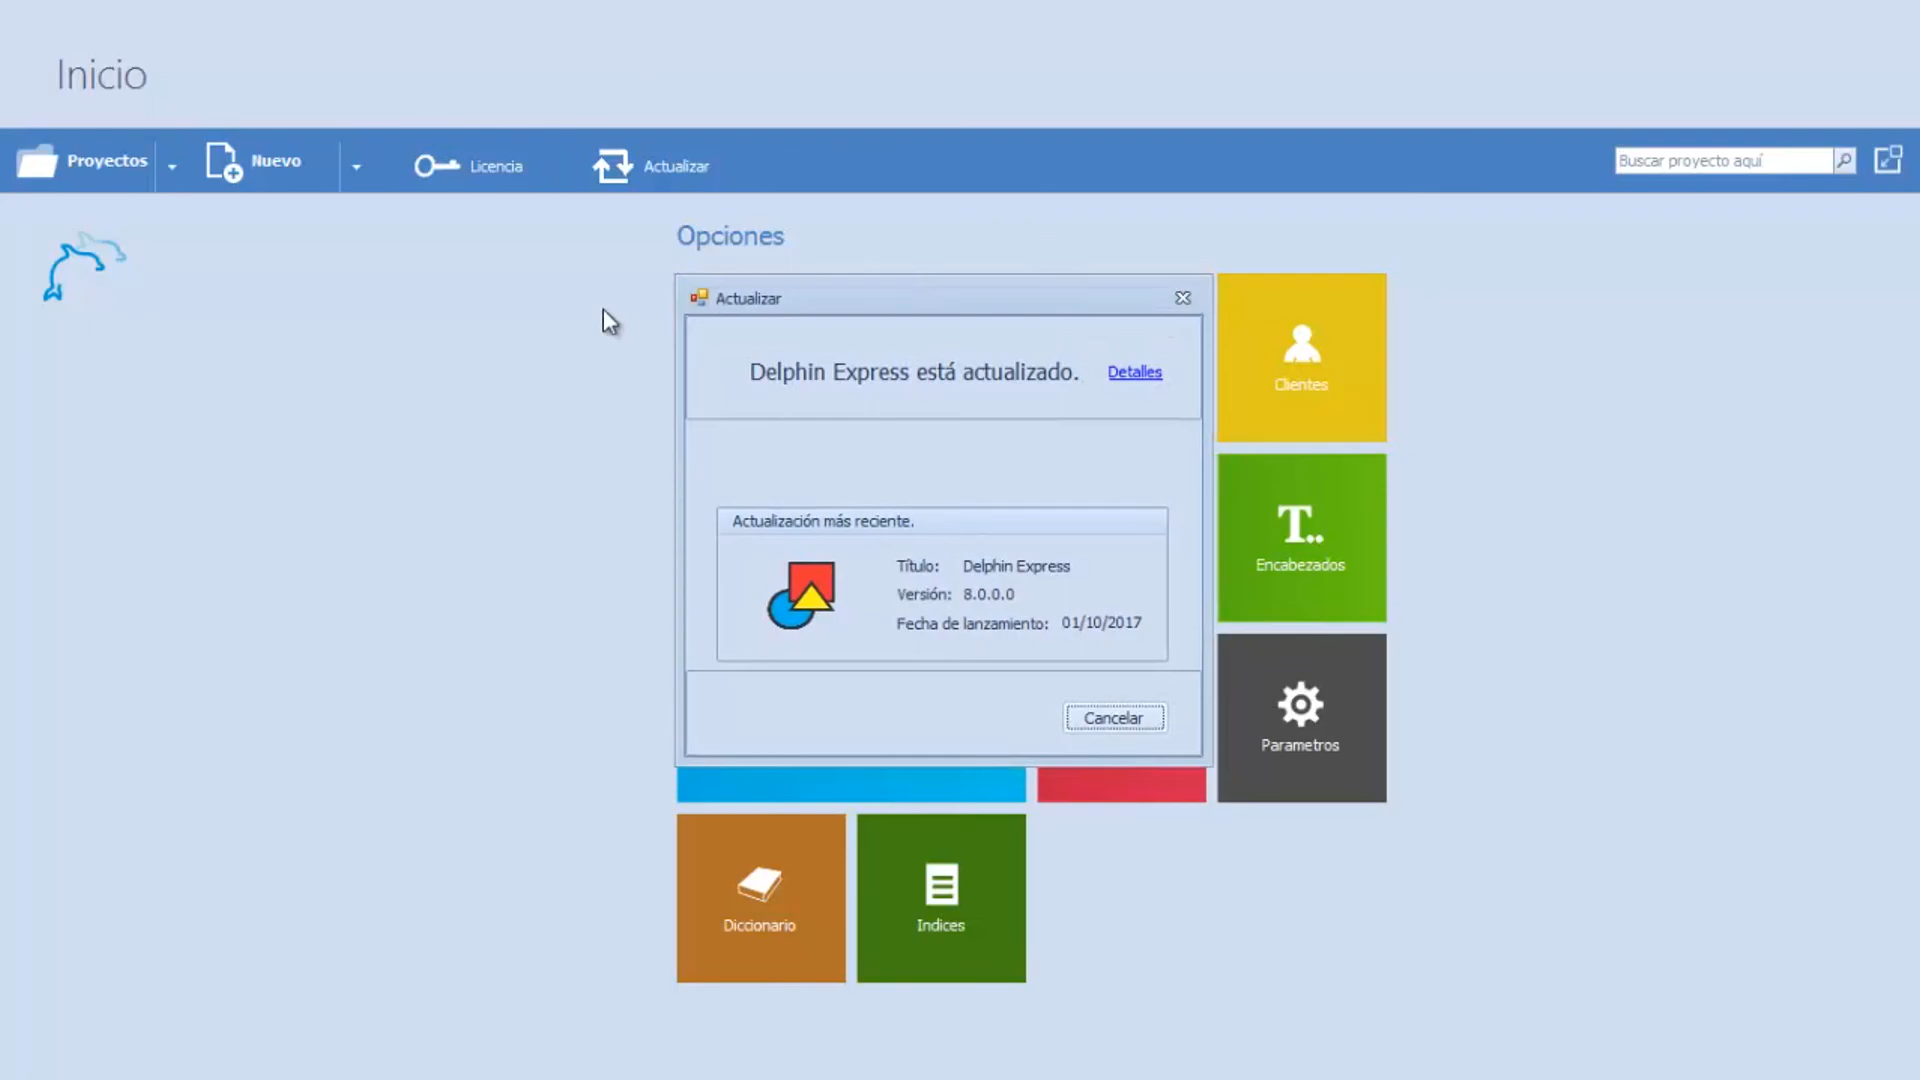 Inicio
Proyectos
Nuevo
Licencia
Actualizar
Buscar proyecto aquí
Opciones
Actualizar
Delphin Express está actualizado. Detalles
Actualización más reciente.
Título: Delphin Express
Versión: 8.0.0.0
Fecha de lanzamiento: 01/10/2017
Cancelar
Clientes
T..
Encabezados
Parametros
Diccionario
Indices